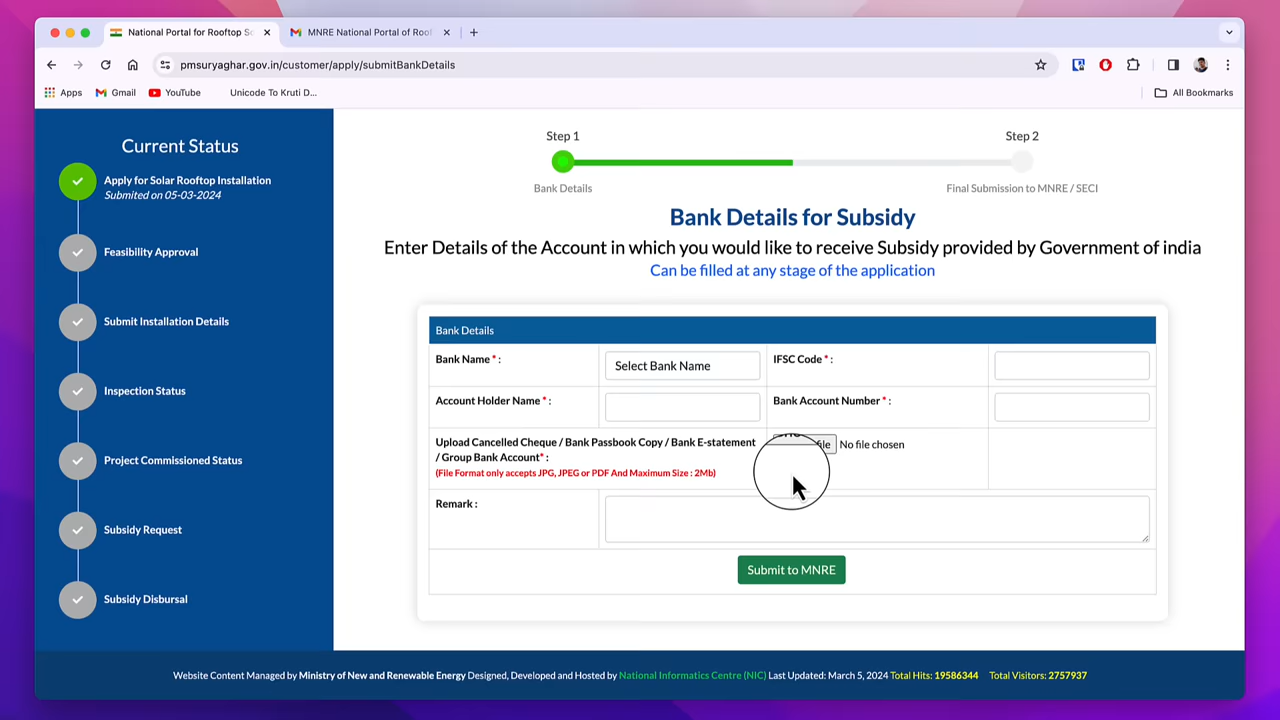 National Portal for Rooftop S
MNRE National Portal of Roof
pmsuryaghar.gov.in/customer/apply/submitBankDetails
Apps
Gmail
YouTube
Unicode To Kruti D...
All Bookmarks
Current Status
Apply for Solar Rooftop Installation
Submited on 05-03-2024
Feasibility Approval
Submit Installation Details
Inspection Status
Project Commissioned Status
Subsidy Request
Subsidy Disbursal
Step 1
Step 2
Bank Details
Final Submission to MNRE / SECI
Bank Details for Subsidy
Enter Details of the Account in which you would like to receive Subsidy provided by Government of india
Can be filled at any stage of the application
Bank Details
Bank Name * :
Select Bank Name
IFSC Code * :
Account Holder Name * :
Bank Account Number * :
Upload Cancelled Cheque / Bank Passbook Copy / Bank E-statement
/ Group Bank Account* :
(File Format only accepts JPG, JPEG or PDF And Maximum Size : 2Mb)
file No file chosen
Remark :
Submit to MNRE
Website Content Managed by Ministry of New and Renewable Energy Designed, Developed and Hosted by National Informatics Centre (NIC) Last Updated: March 5, 2024 Total Hits: 19586344 Total Visitors: 2757937